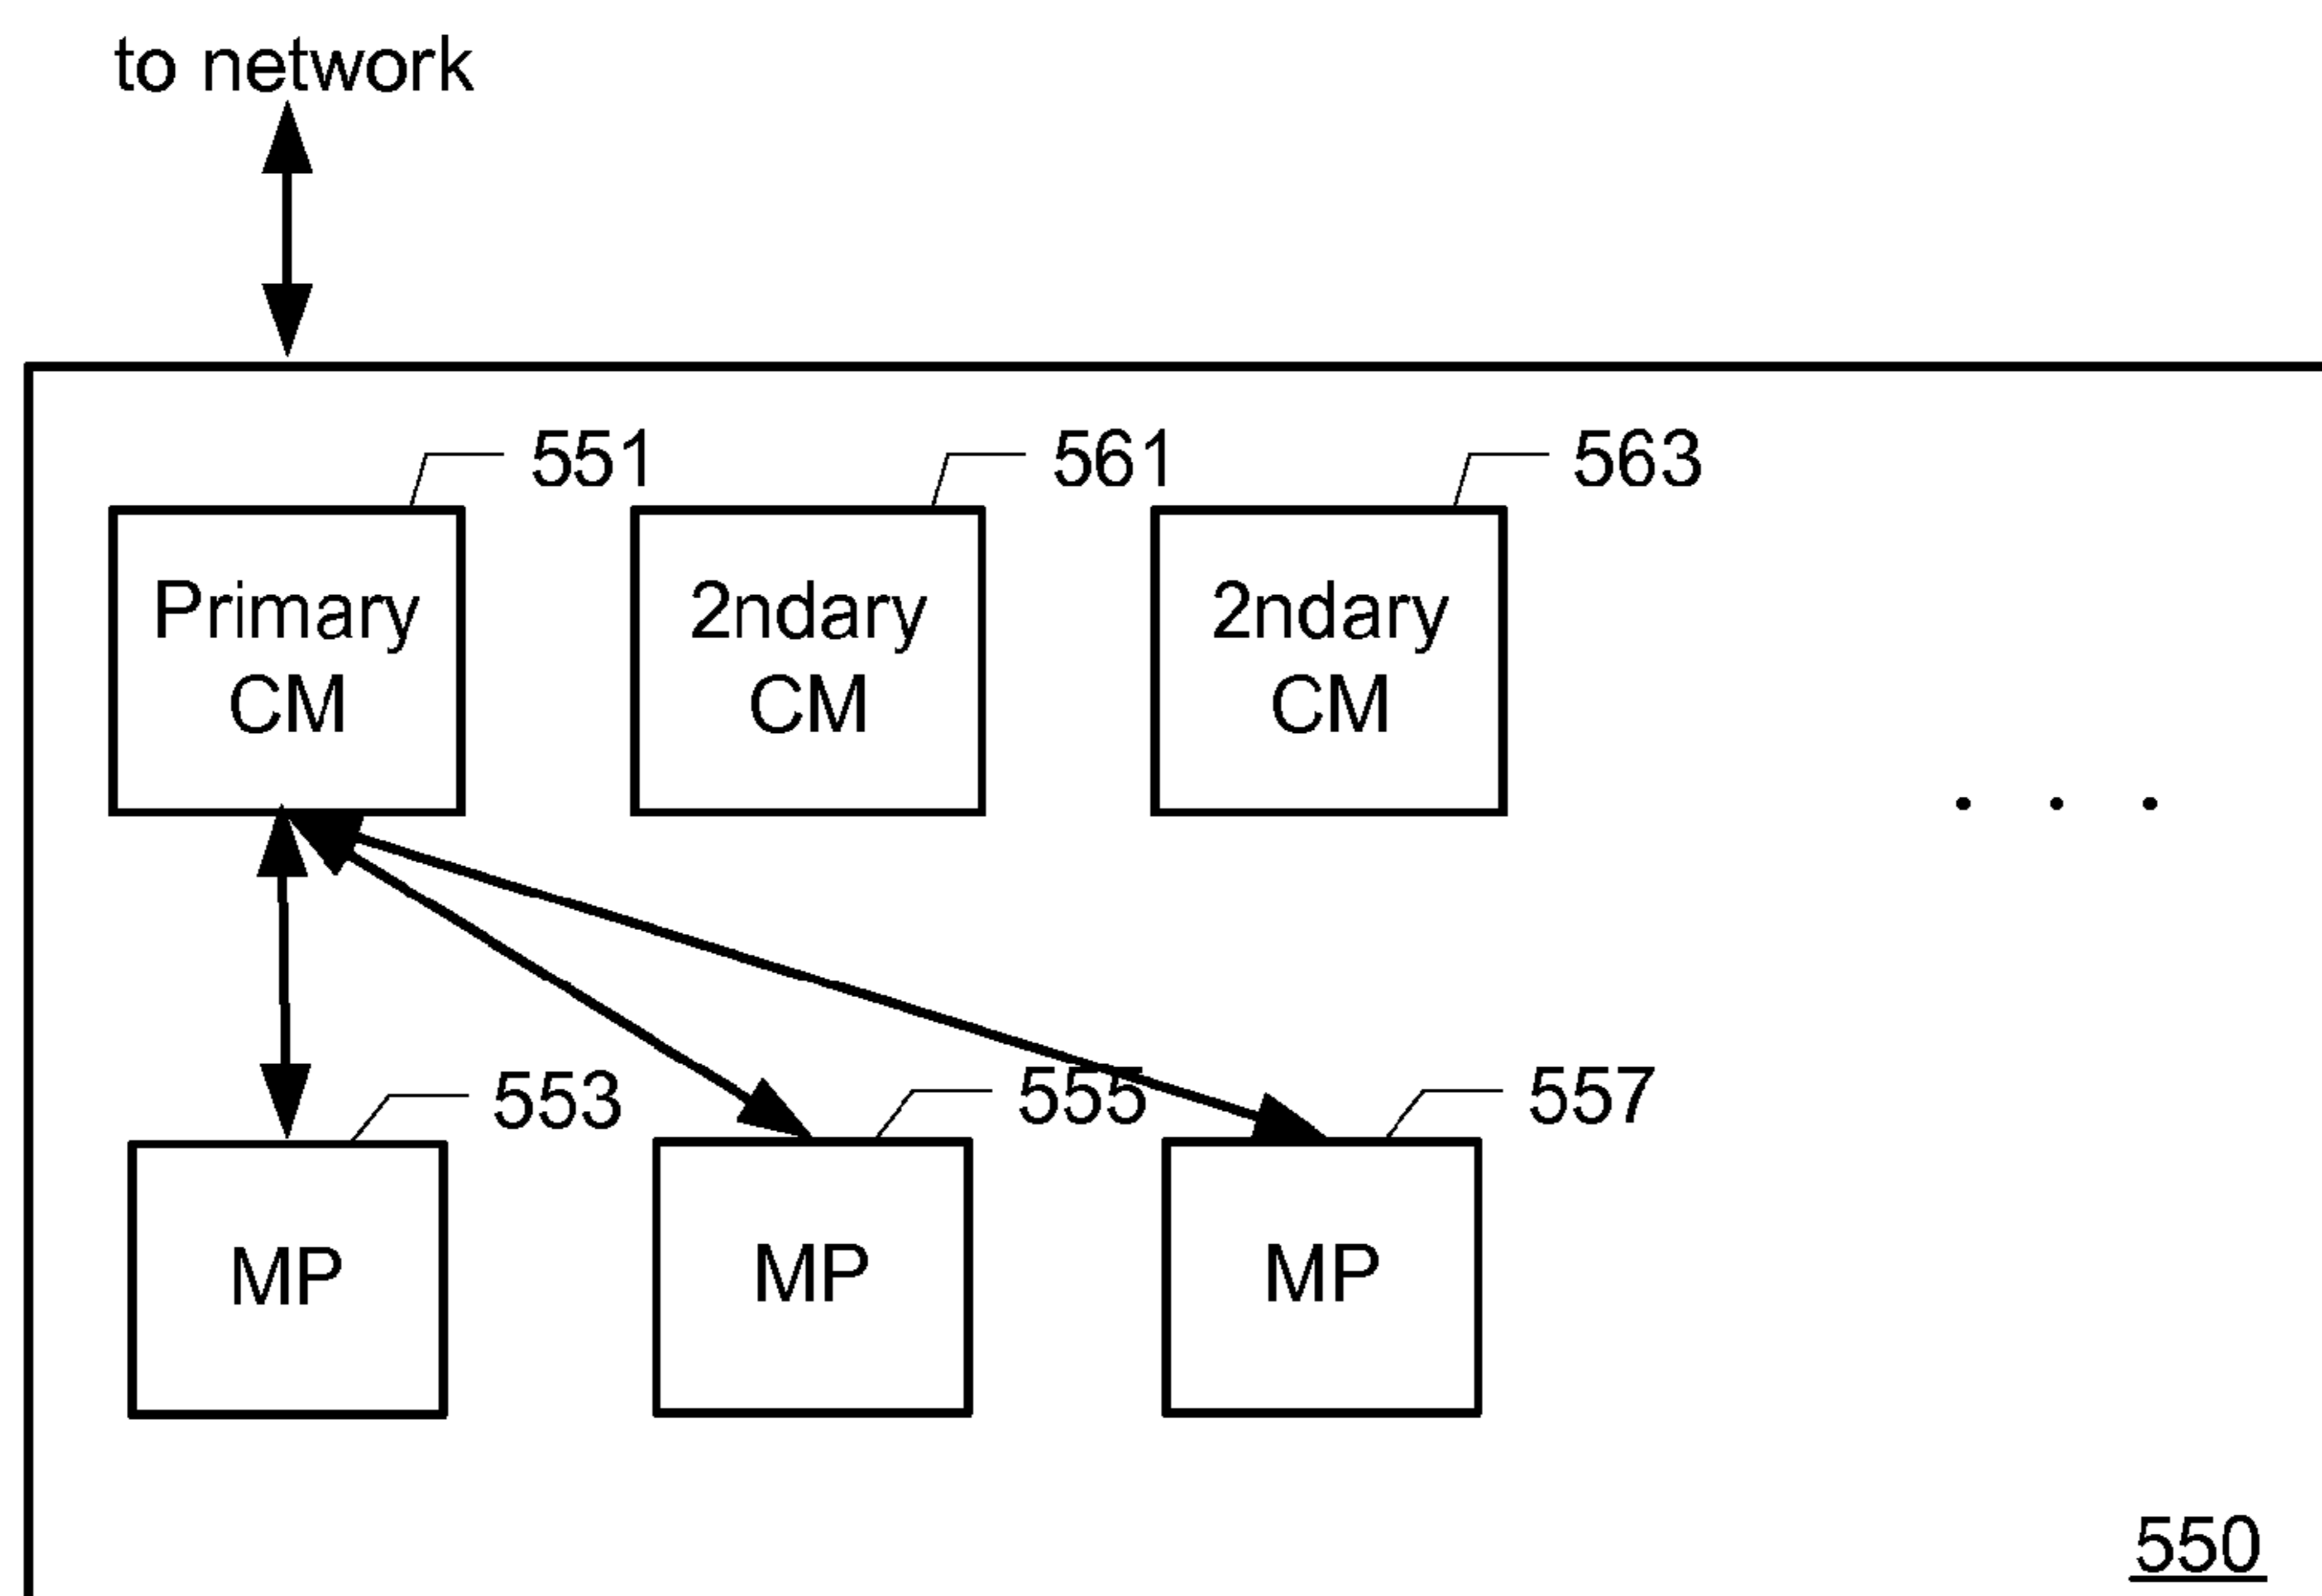 to network
551
561
563
Primary
CM
2ndary
CM
2ndary
CM
. . .
553
555
557
MP
MP
MP
550